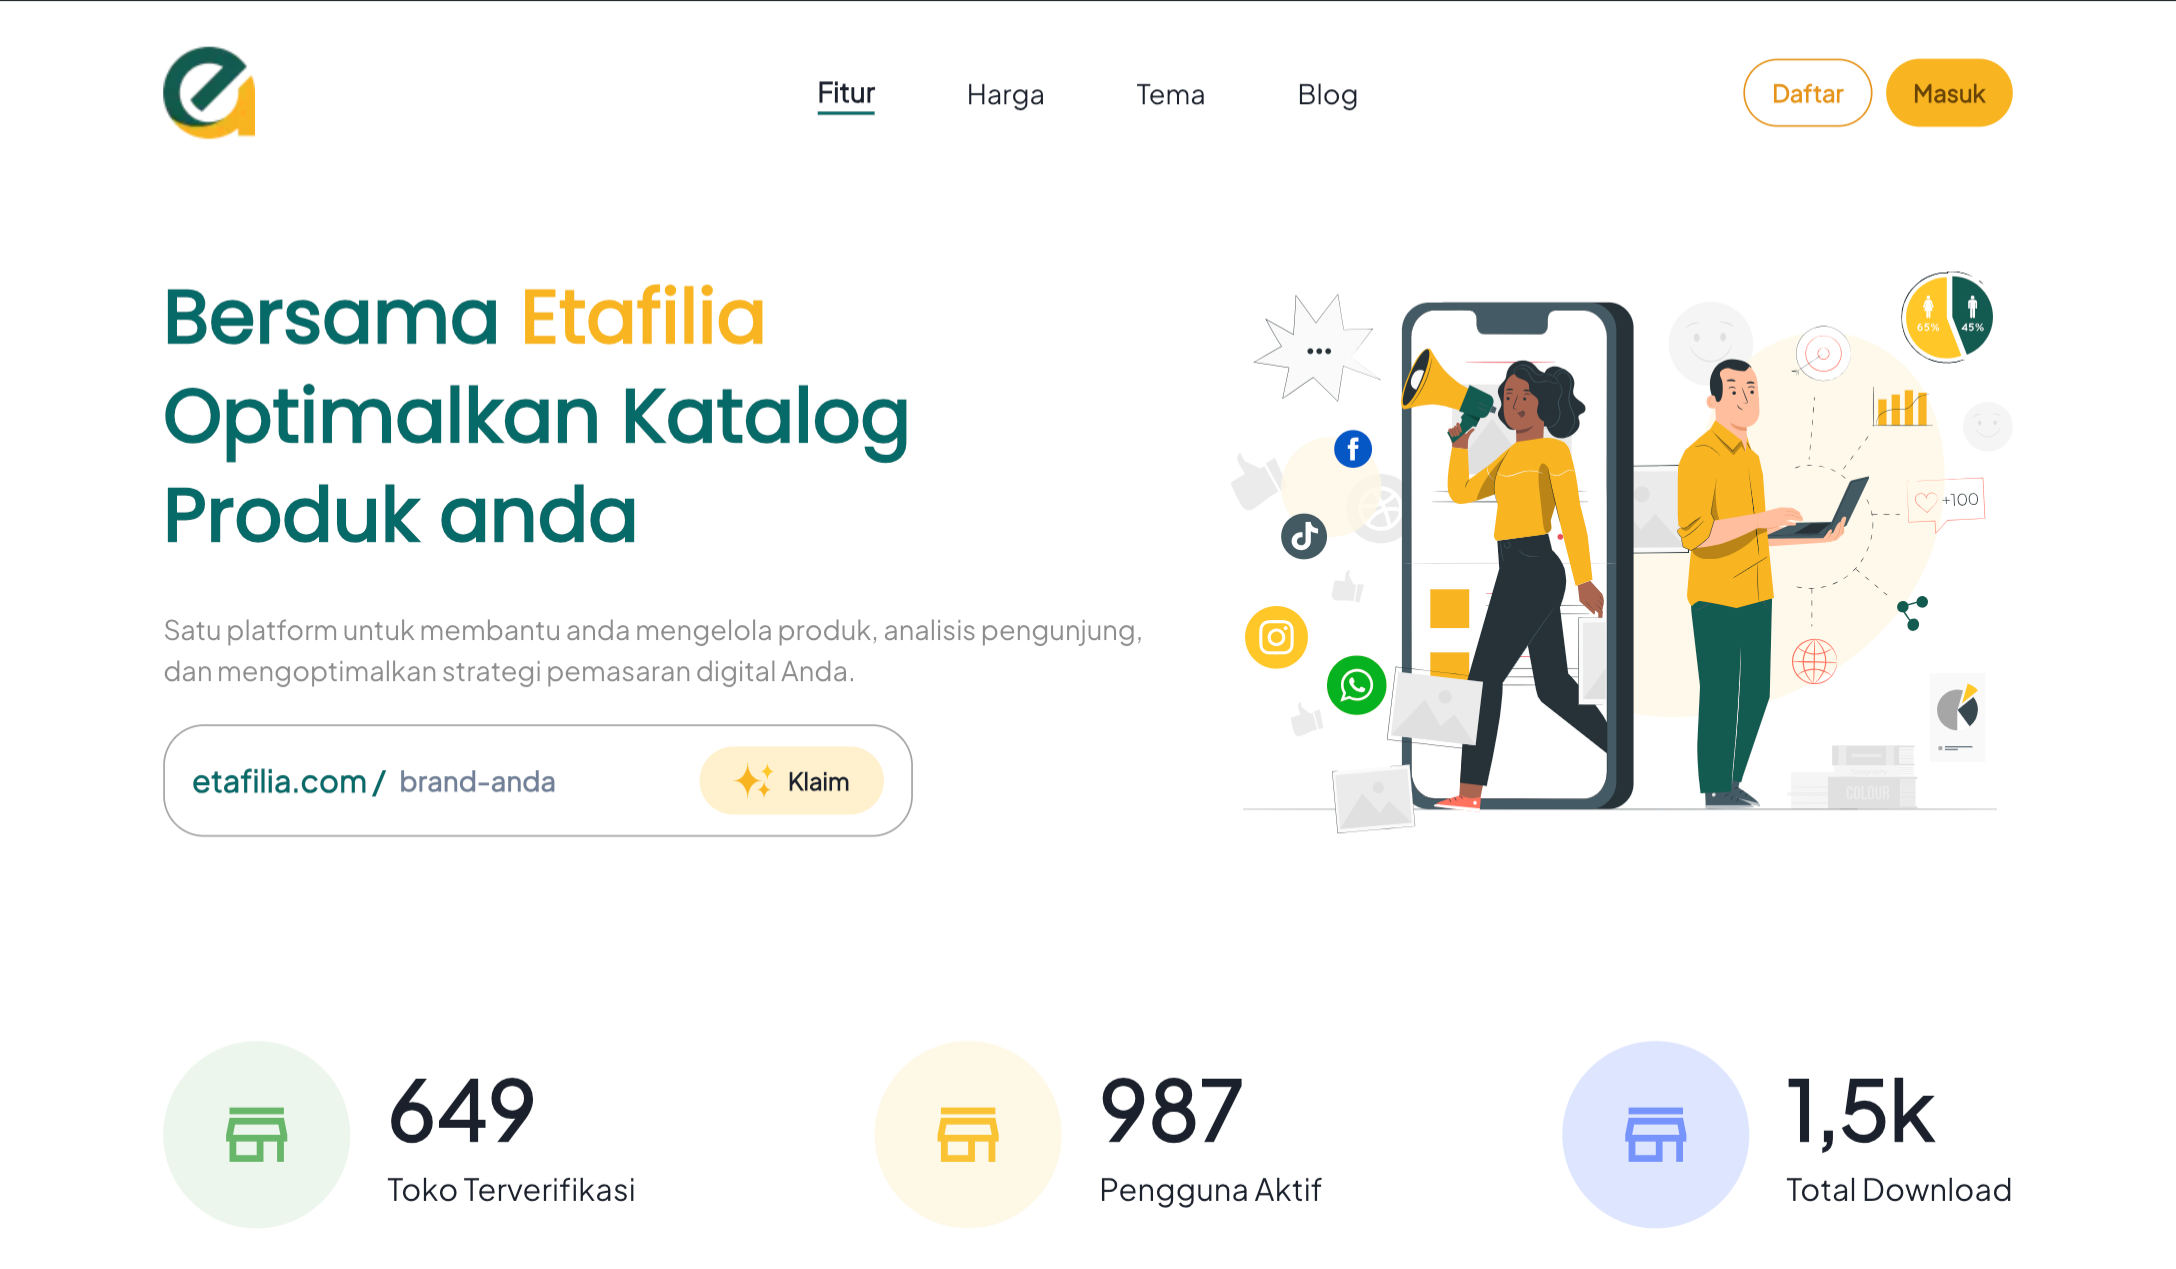 Fitur
Harga
Tema
Blog
Daftar
Masuk
Bersama Etafilia
Optimalkan Katalog
Produk anda
Satu platform untuk membantu anda mengelola produk, analisis pengunjung,
dan mengoptimalkan strategi pemasaran digital Anda.
etafilia.com / brand-anda
Klaim
65%
45%
+100
COLOUR
649
Toko Terverifikasi
987
Pengguna Aktif
1,5k
Total Download